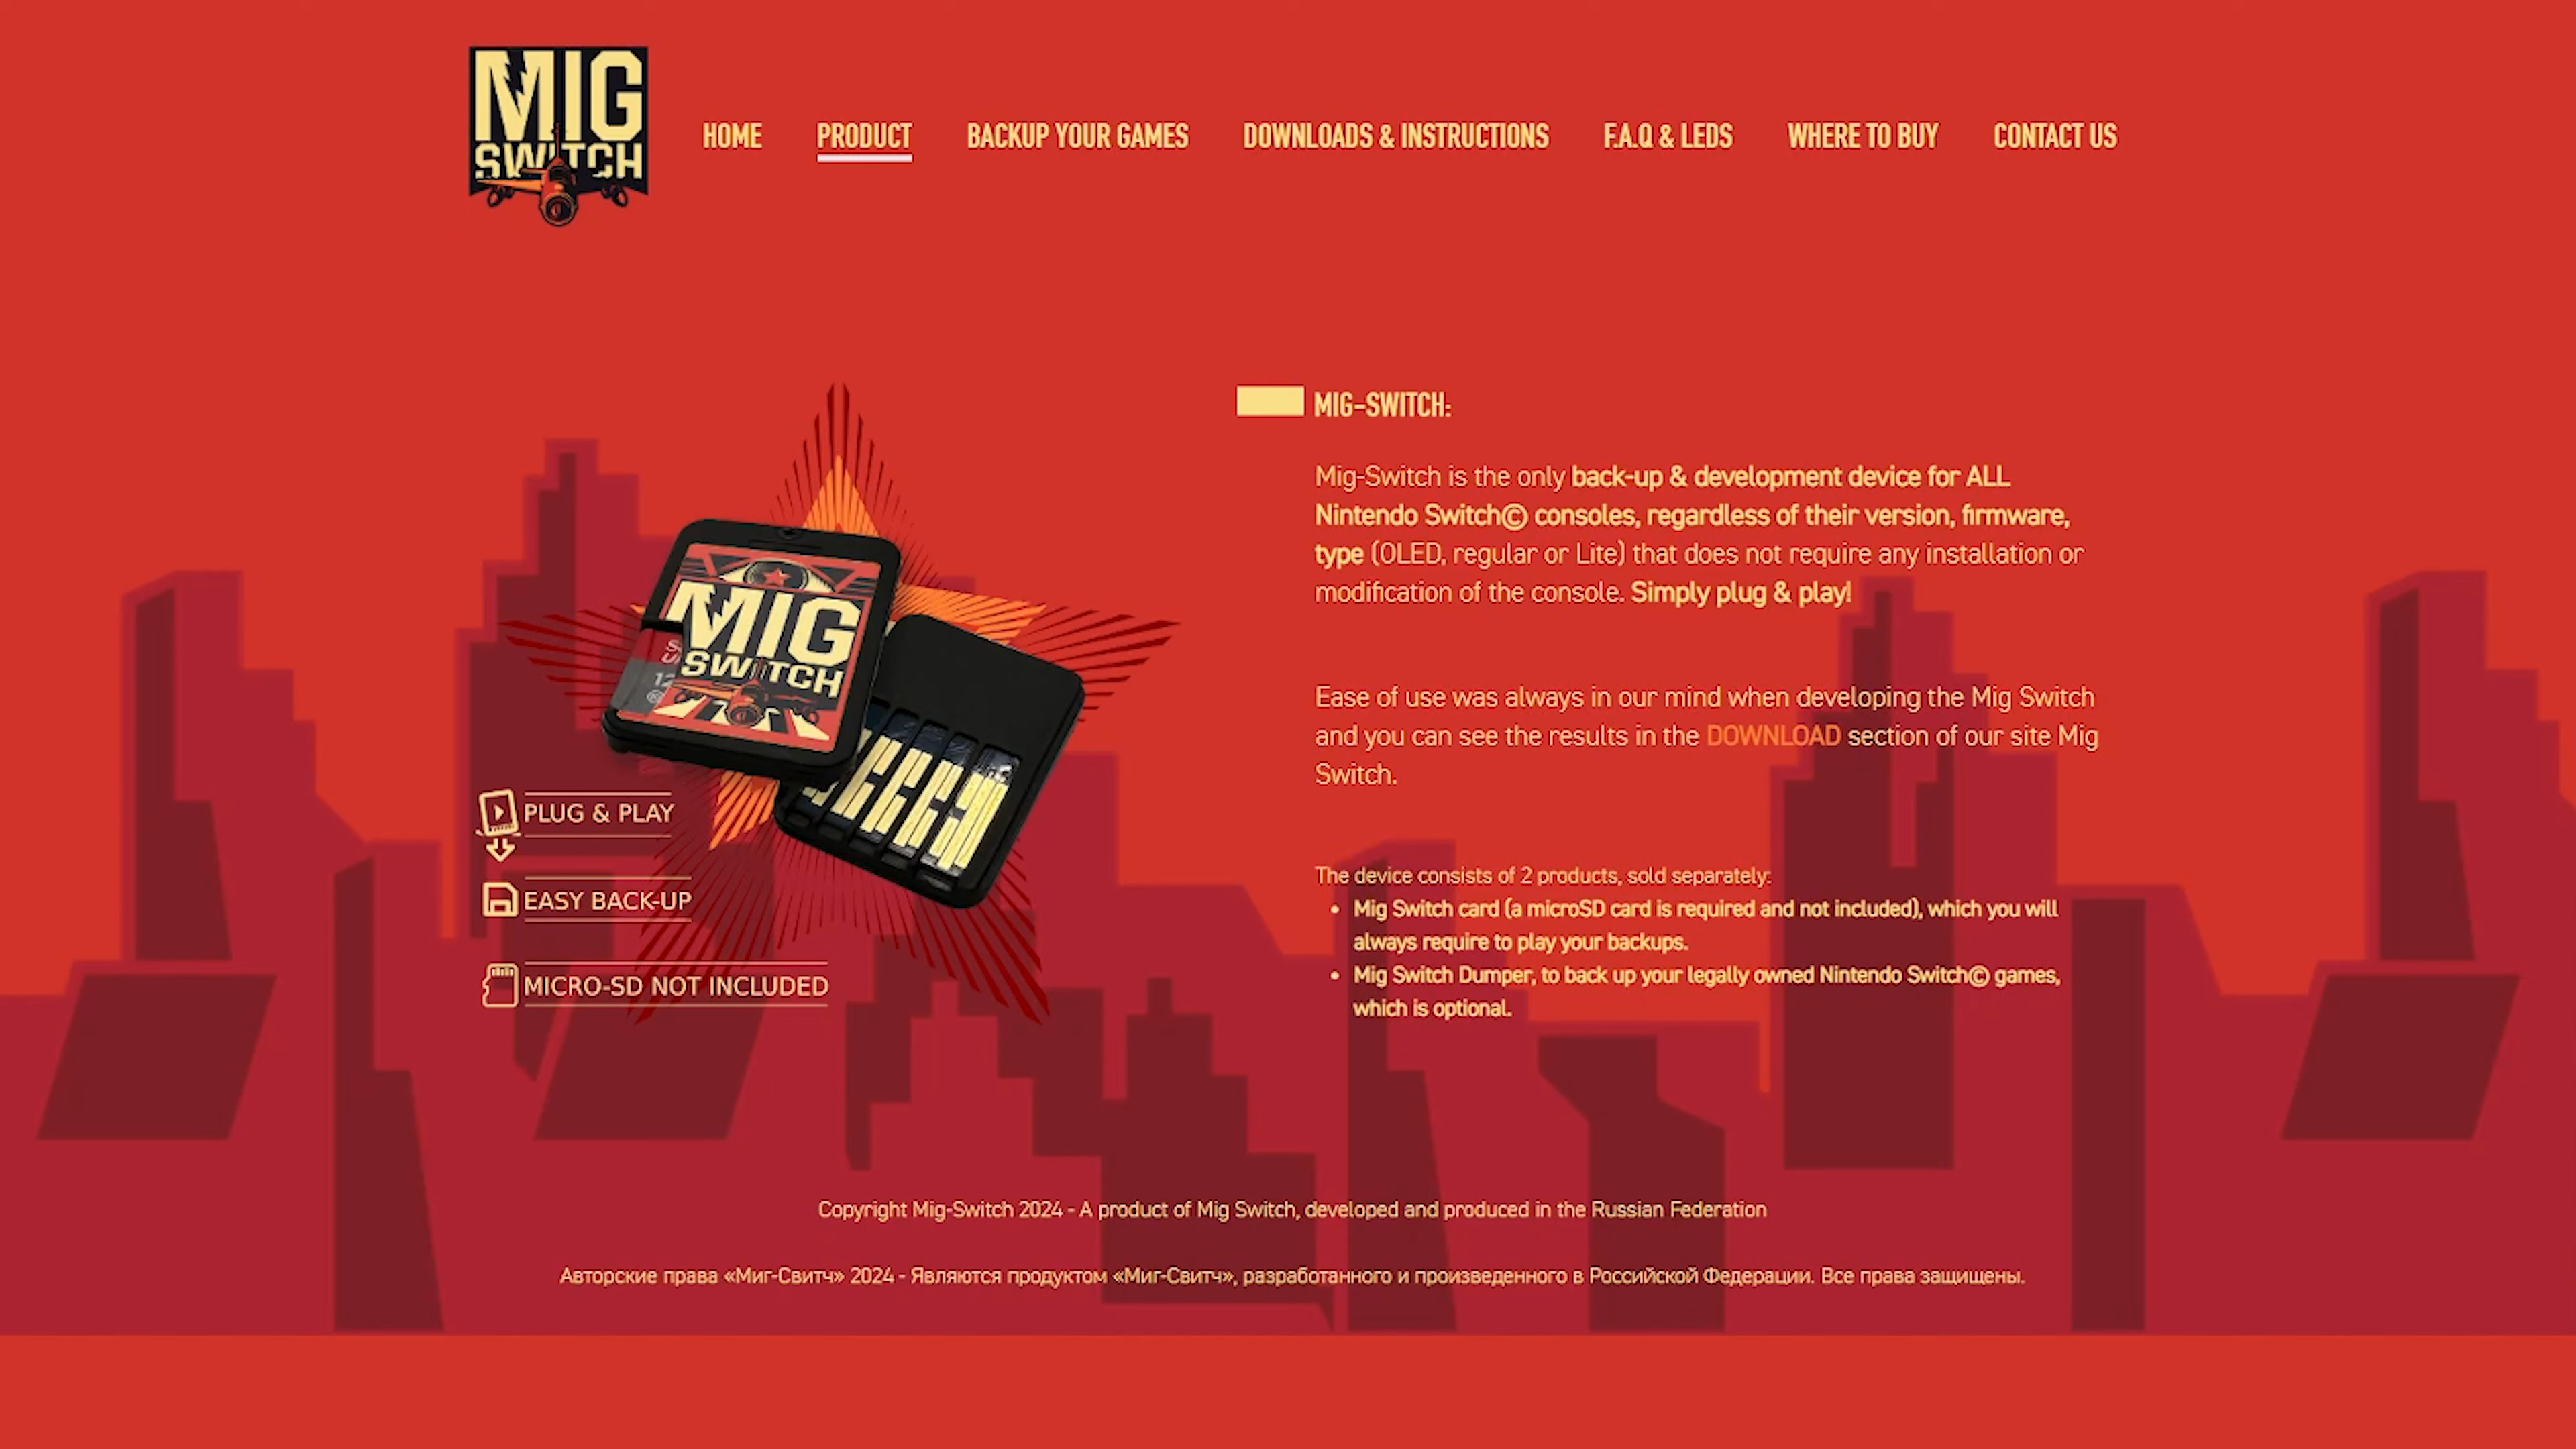 MIG
SWITCH
HOME
PRODUCT
BACKUP YOUR GAMES
DOWNLOADS & INSTRUCTIONS
F.A.Q & LEDS
WHERE TO BUY
CONTACT US
MIG
SWITCH
PLUG & PLAY
EASY BACK-UP
MICRO-SD NOT INCLUDED
MIG-SWITCH:
Mig-Switch is the only back-up & development device for ALL
Nintendo Switch© consoles, regardless of their version, firmware,
type (OLED, regular or Lite) that does not require any installation or
modification of the console. Simply plug & play!
Ease of use was always in our mind when developing the Mig Switch
and you can see the results in the DOWNLOAD section of our site Mig
Switch.
The device consists of 2 products, sold separately:
• Mig Switch card (a microSD card is required and not included), which you will
always require to play your backups.
• Mig Switch Dumper, to back up your legally owned Nintendo Switch© games,
which is optional.
Copyright Mig-Switch 2024 - A product of Mig Switch, developed and produced in the Russian Federation
Авторские права «Миг-Свитч» 2024 - Являются продуктом «Миг-Свитч», разработанного и произведенного в Российской Федерации. Все права защищены.